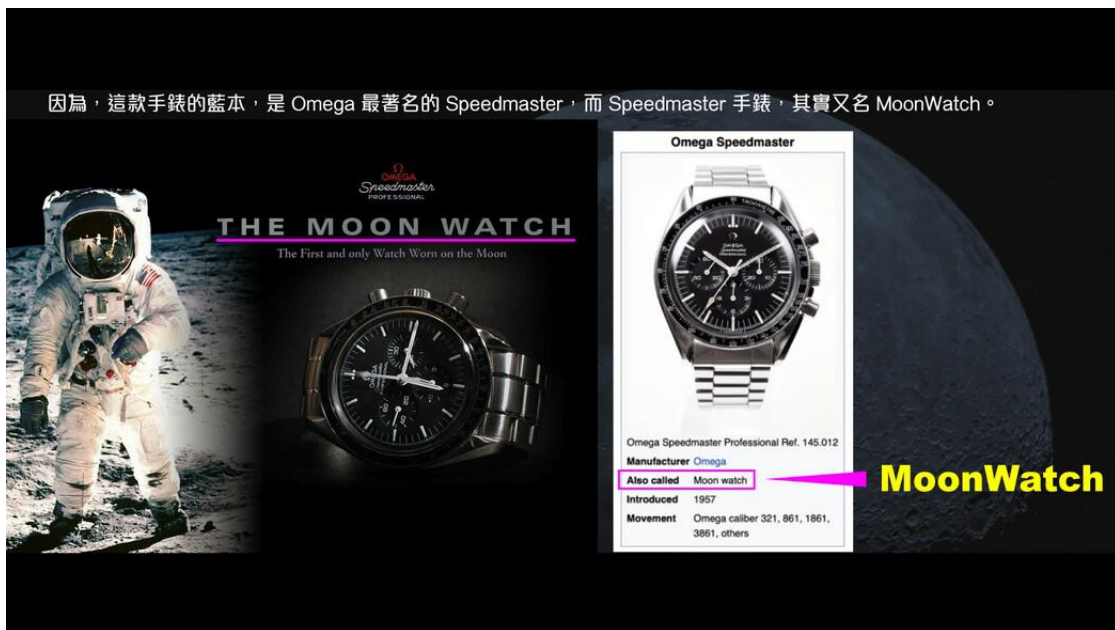 因為，這款手錶的藍本，是 Omega 最著名的 Speedmaster，而 Speedmaster 手錶，其實又名 MoonWatch。
Ω
OMEGA
Speedmaster
PROFESSIONAL
THE MOON WATCH
The First and only Watch Worn on the Moon
Omega Speedmaster
Omega Speedmaster Professional Ref. 145.012
Manufacturer Omega
Also called Moon watch
Introduced 1957
Movement Omega caliber 321, 861, 1861,
3861, others
MoonWatch